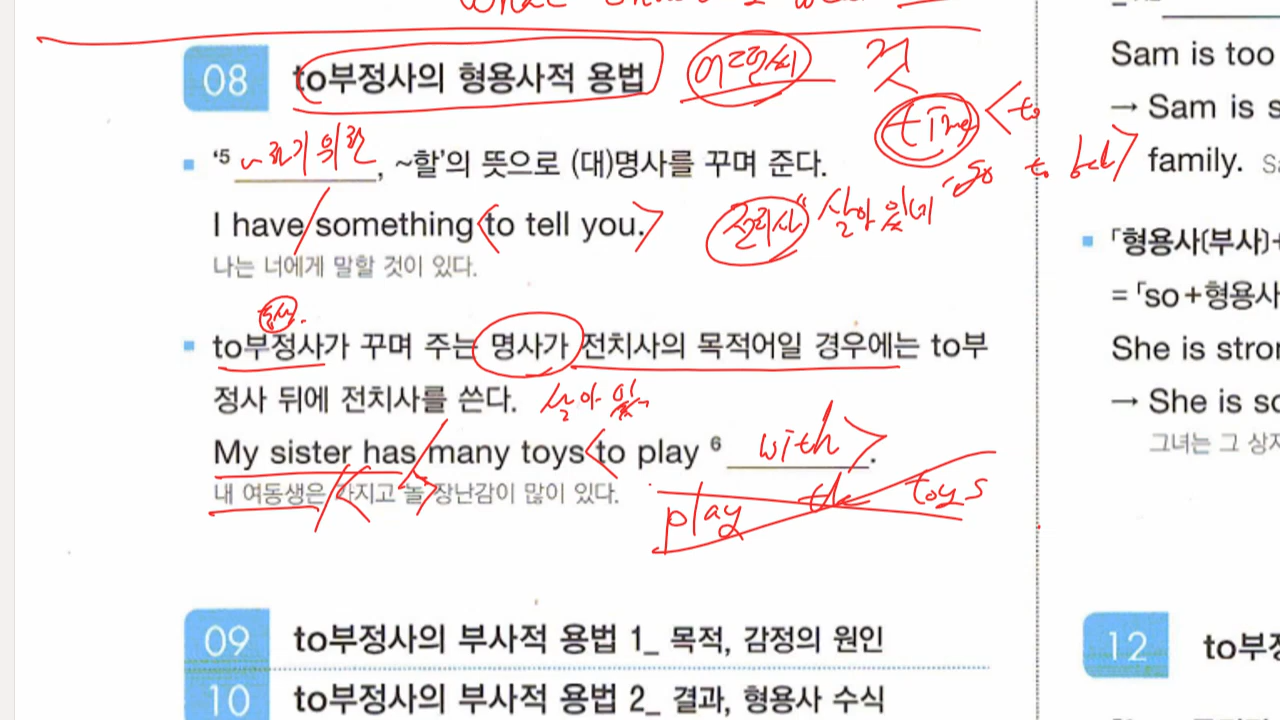 08 to부정사의 형용사적 용법
time < to
go to bed
'5 ~하기 위한, ~할'의 뜻으로 (대)명사를 꾸며 준다.
I have something to tell you.
전치사 살아 있네
나는 너에게 말할 것이 있다.
to부정사가 꾸며 주는 명사가 전치사의 목적어일 경우에는 to부
정사 뒤에 전치사를 쓴다.
My sister has many toys to play 6 with.
내 여동생은 가지고 놀 장난감이 많이 있다.
play the toys
09 to부정사의 부사적 용법 1_ 목적, 감정의 원인
10 to부정사의 부사적 용법 2_ 결과, 형용사 수식
Sam is too
→ Sam is s
family.
「형용사(부사)+
=「so+형용사
She is stron
→ She is so
그녀는 그 상자
12 to부정